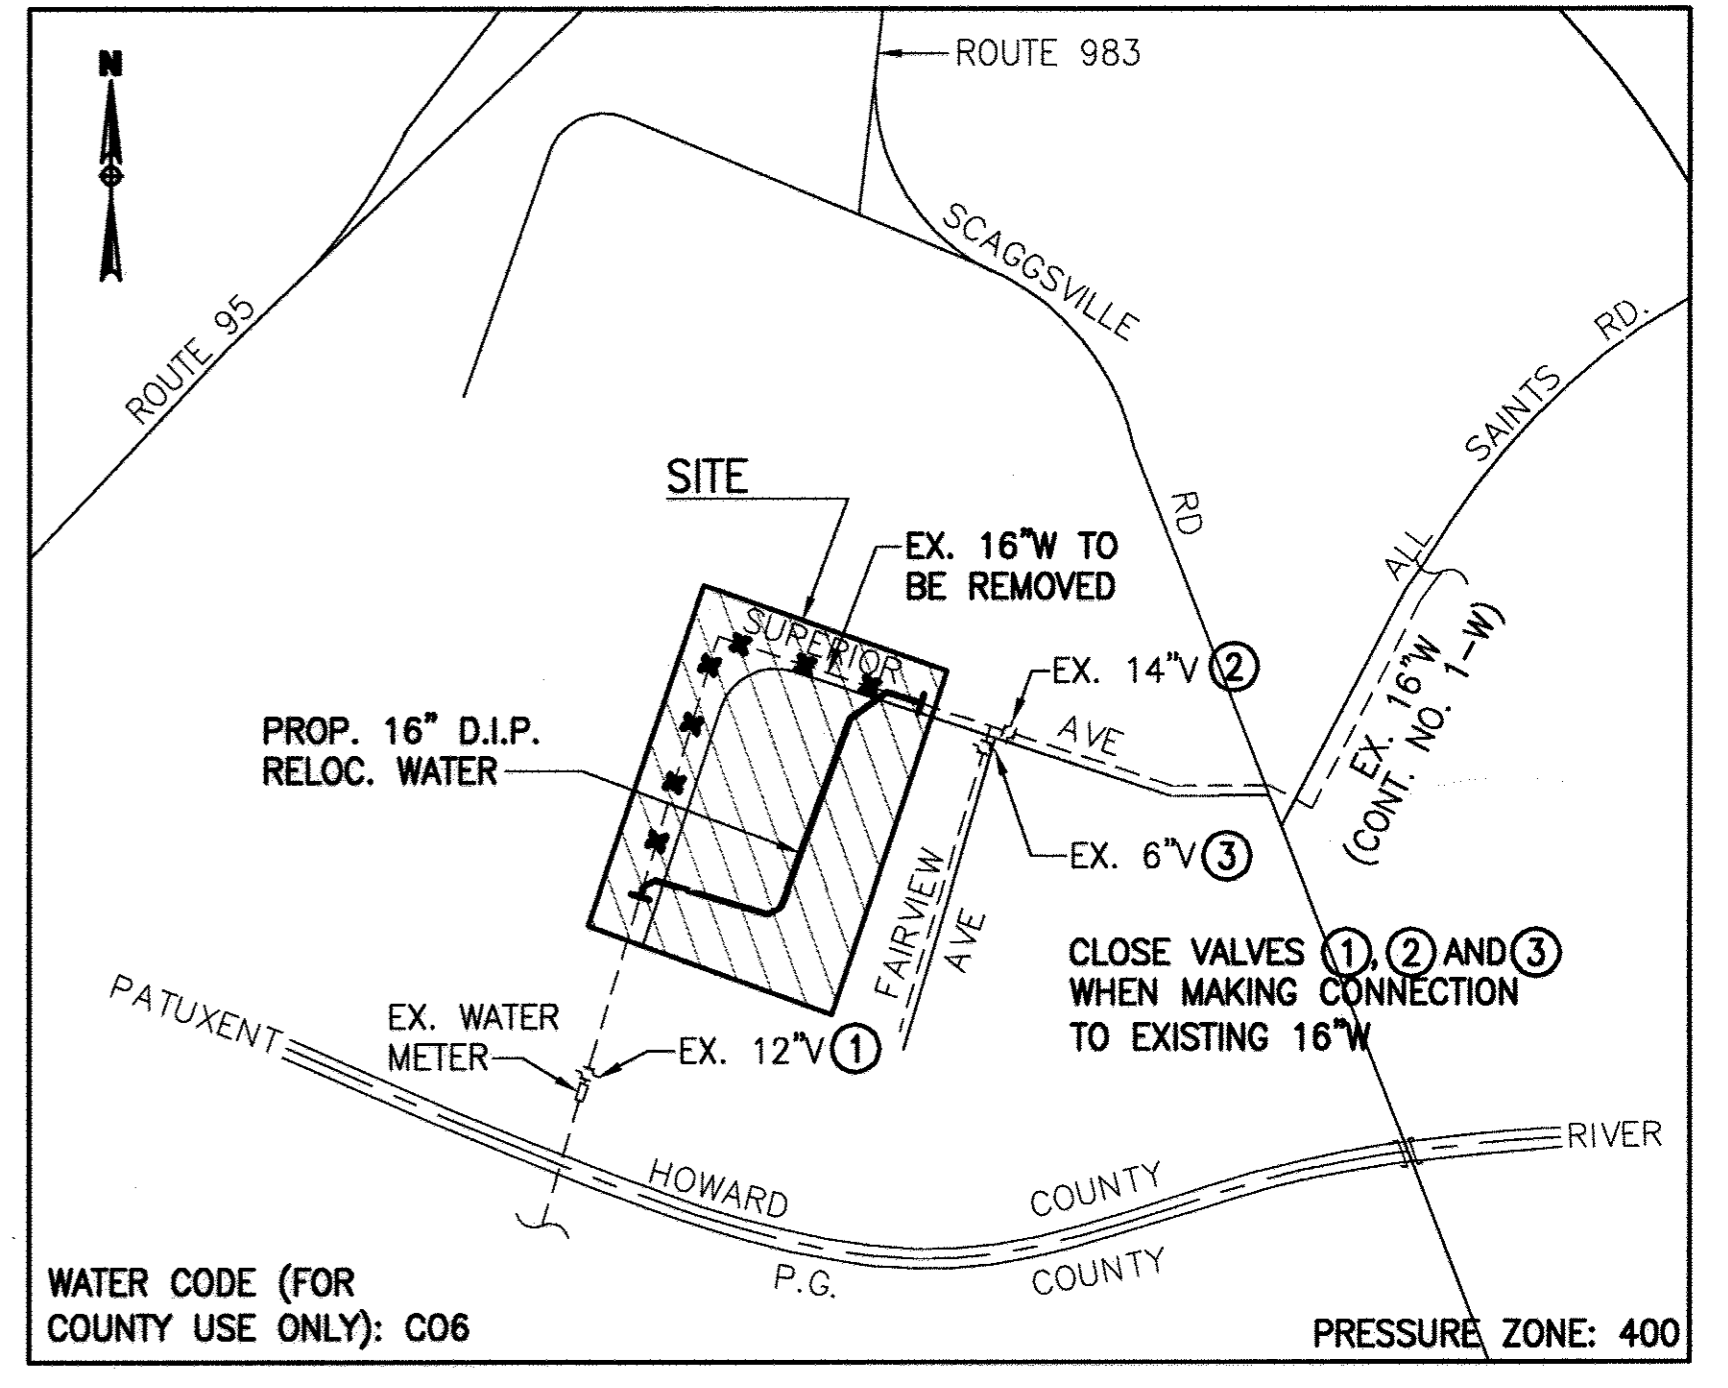 N
ROUTE 983
SCAGGSVILLE
RD
ROUTE 95
ALL SAINTS RD.
SITE
EX. 16"W TO
BE REMOVED
SUPERIOR
AVE
EX. 14"V 2
EX. 16"W
(CONT. NO. 1-W)
PROP. 16" D.I.P.
RELOC. WATER
EX. 6"V 3
FAIRVIEW
AVE
CLOSE VALVES 1, 2 AND 3
WHEN MAKING CONNECTION
TO EXISTING 16"W
PATUXENT
RIVER
EX. WATER
METER
EX. 12"V 1
HOWARD
COUNTY
P.G.
COUNTY
WATER CODE (FOR
COUNTY USE ONLY): C06
PRESSURE ZONE: 400